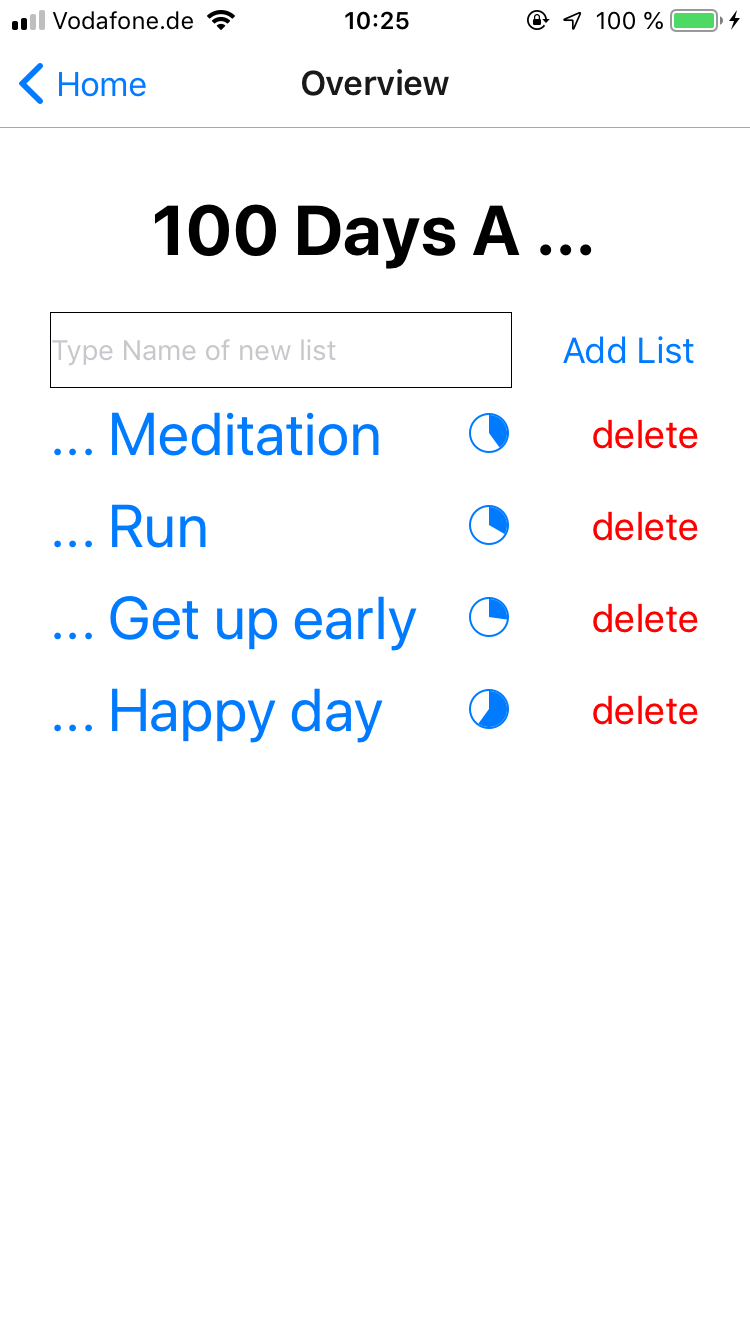 Vodafone.de 10:25 100 %
Home Overview
100 Days A ...
Type Name of new list Add List
... Meditation delete
... Run delete
... Get up early delete
... Happy day delete